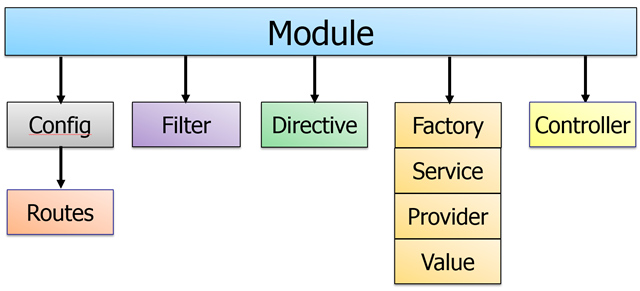 Module
Config
Filter
Directive
Factory
Controller
Service
Routes
Provider
Value